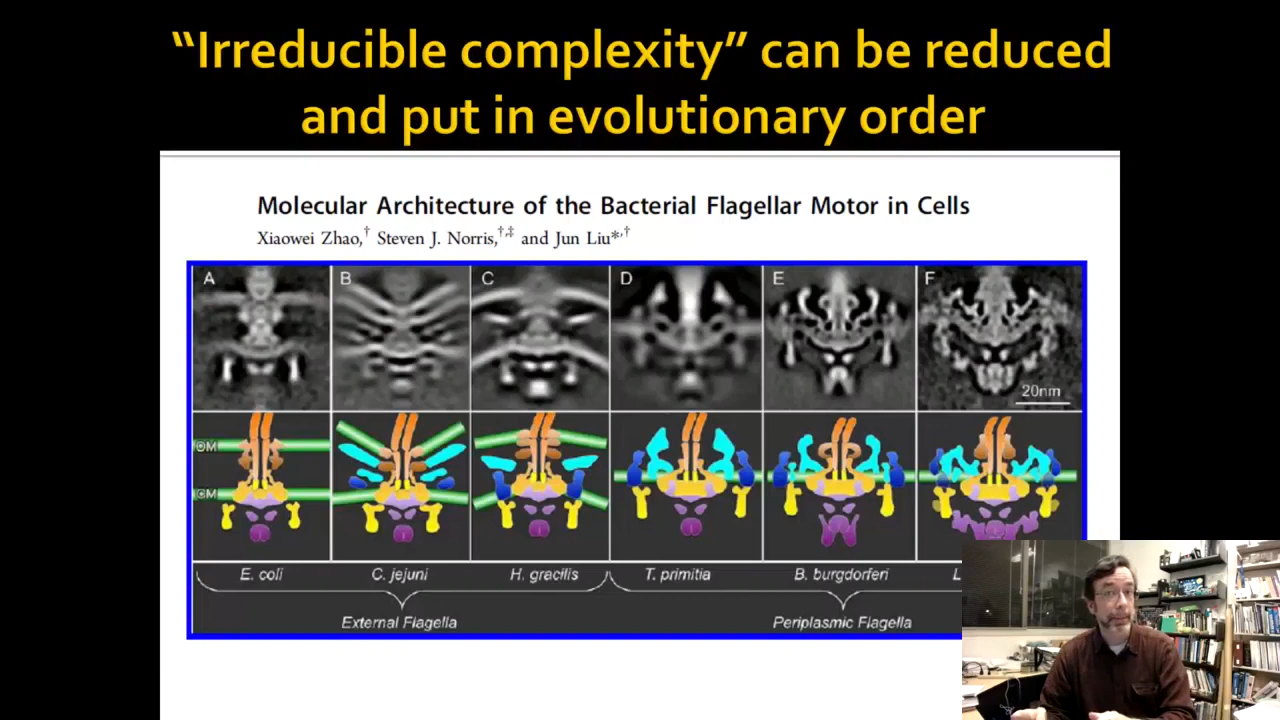 “Irreducible complexity” can be reduced
and put in evolutionary order
Molecular Architecture of the Bacterial Flagellar Motor in Cells
Xiaowei Zhao,† Steven J. Norris,†,‡ and Jun Liu*,†
A B C D E F
20nm
OM
CM
E. coli C. jejuni H. gracilis T. primitia B. burgdorferi L
External Flagella Periplasmic Flagella